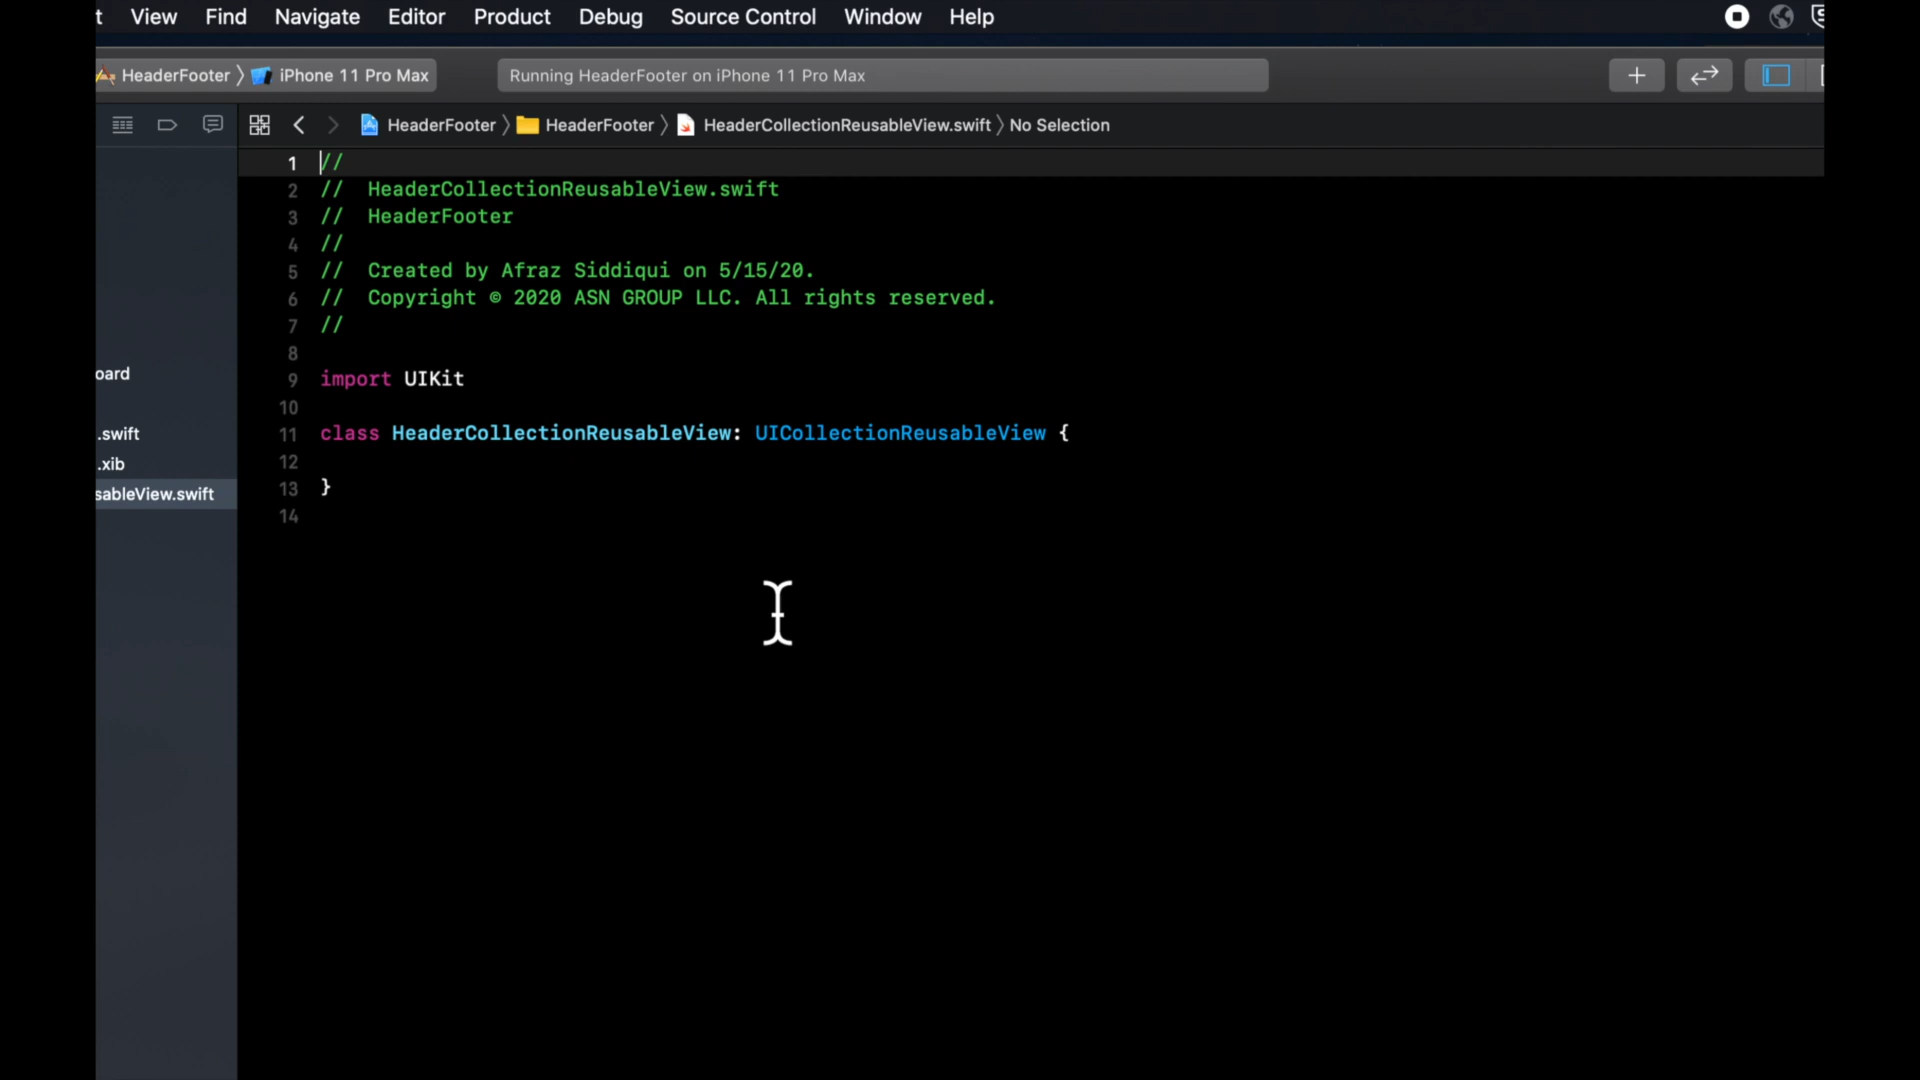 t View Find Navigate Editor Product Debug Source Control Window Help
HeaderFooter 〉 iPhone 11 Pro Max
Running HeaderFooter on iPhone 11 Pro Max
HeaderFooter 〉 HeaderFooter 〉 HeaderCollectionReusableView.swift 〉 No Selection
oard
.swift
.xib
sableView.swift
1 //
2 // HeaderCollectionReusableView.swift
3 // HeaderFooter
4 //
5 // Created by Afraz Siddiqui on 5/15/20.
6 // Copyright © 2020 ASN GROUP LLC. All rights reserved.
7 //
8
9 import UIKit
10
11 class HeaderCollectionReusableView: UICollectionReusableView {
12
13 }
14